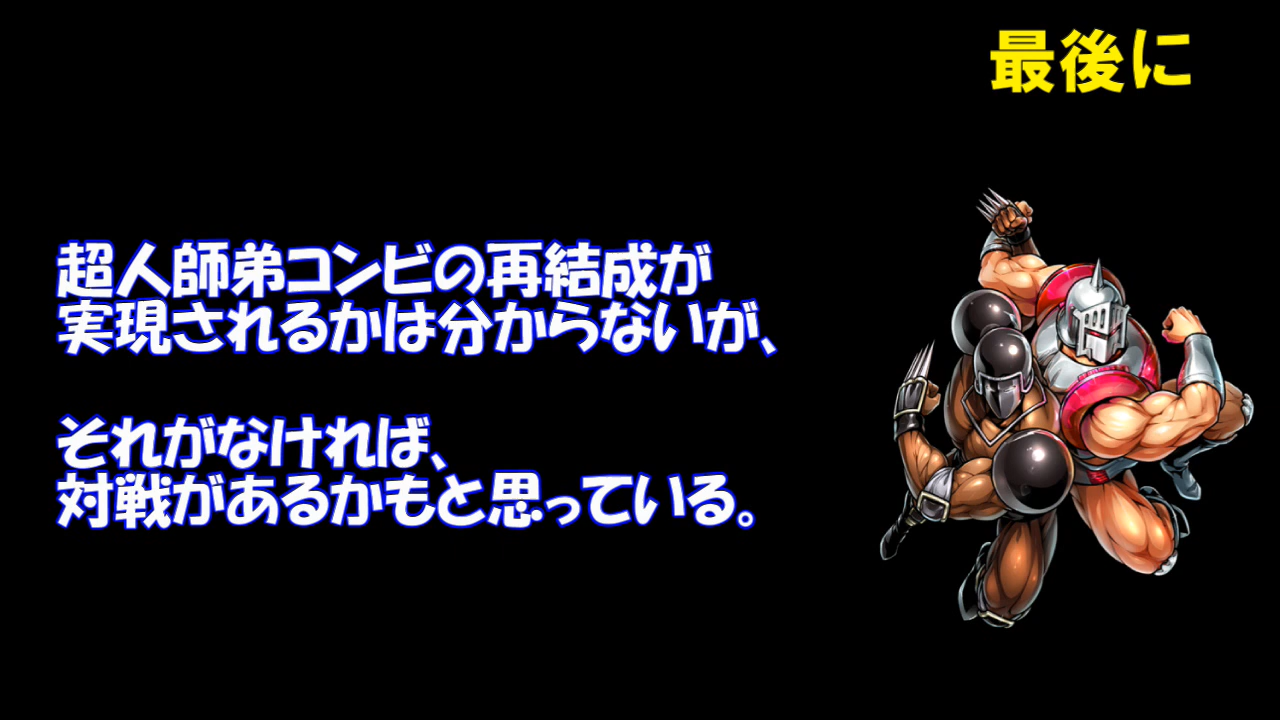 最後に
超人師弟コンビの再結成が
実現されるかは分からないが、
それがなければ、
対戦があるかもと思っている。